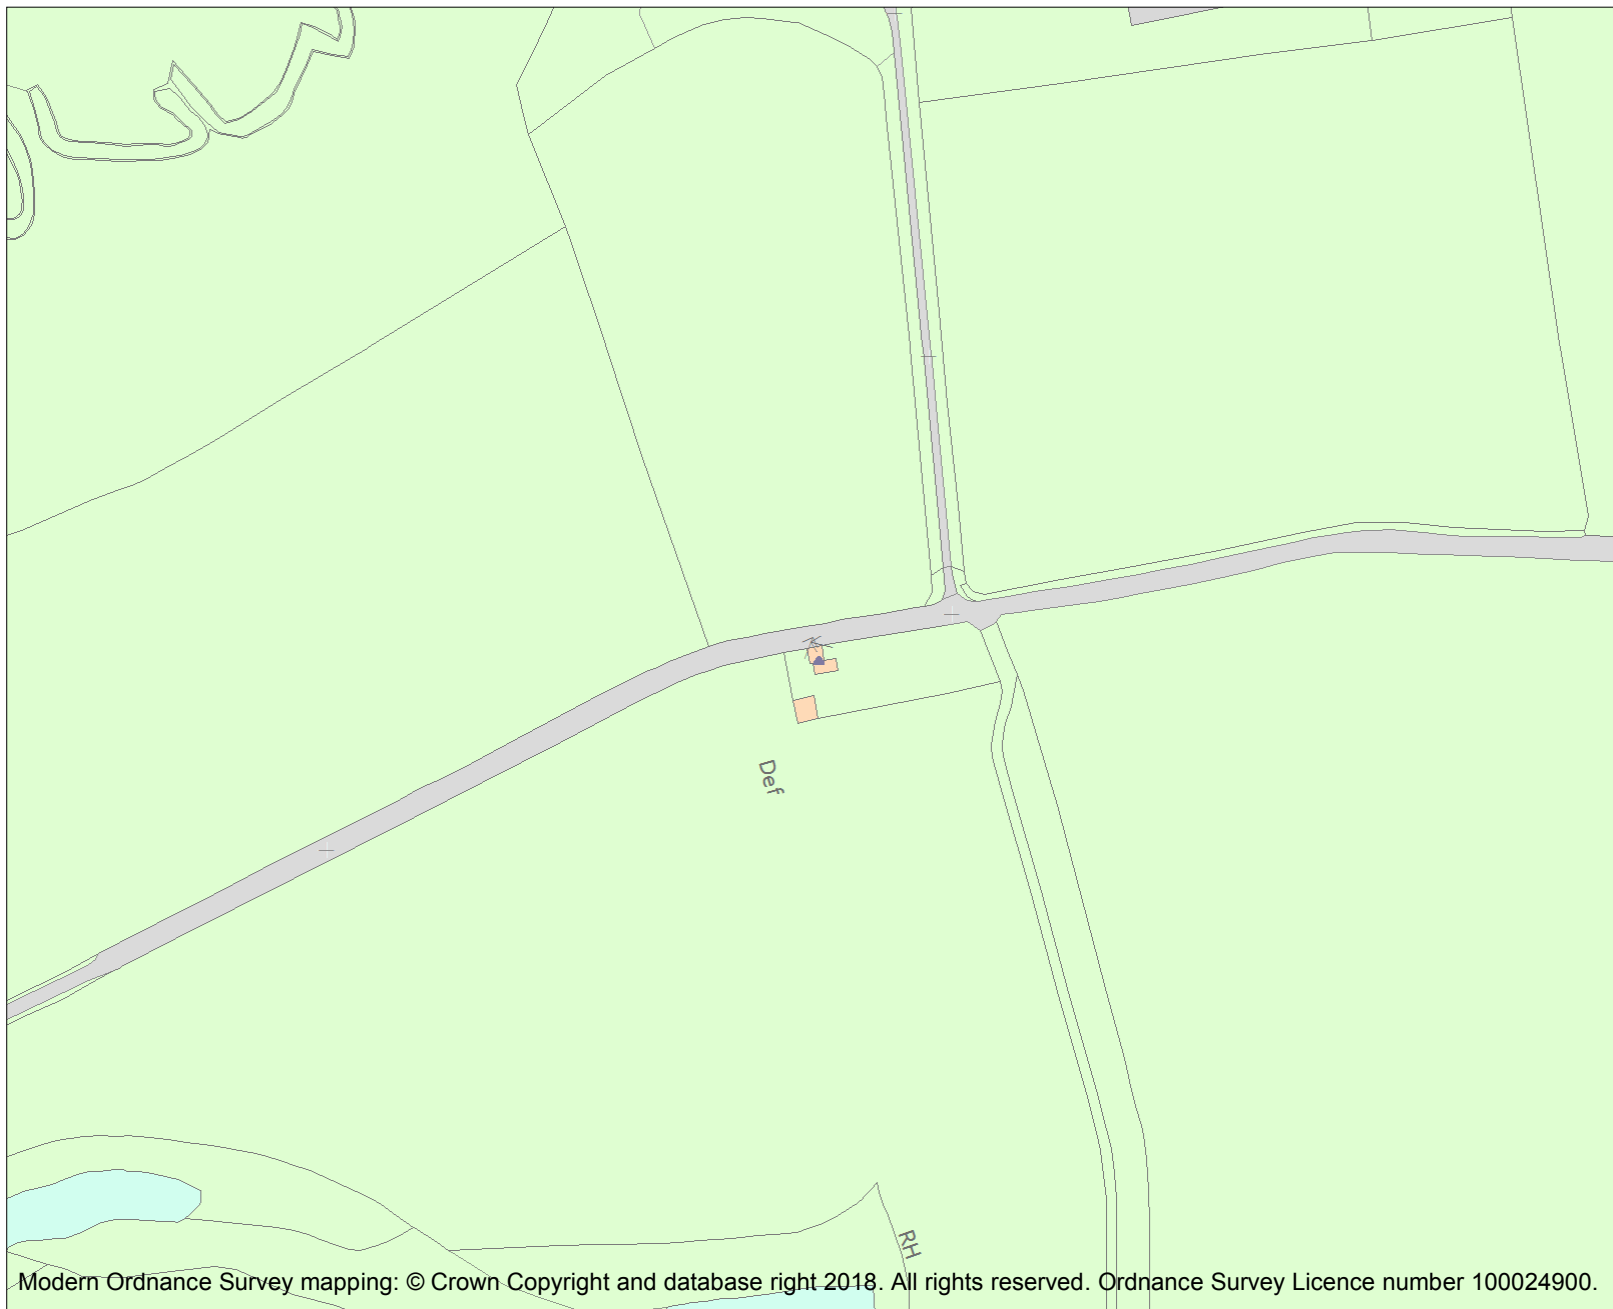 Def
RH
Modern Ordnance Survey mapping: © Crown Copyright and database right 2018. All rights reserved. Ordnance Survey Licence number 100024900.